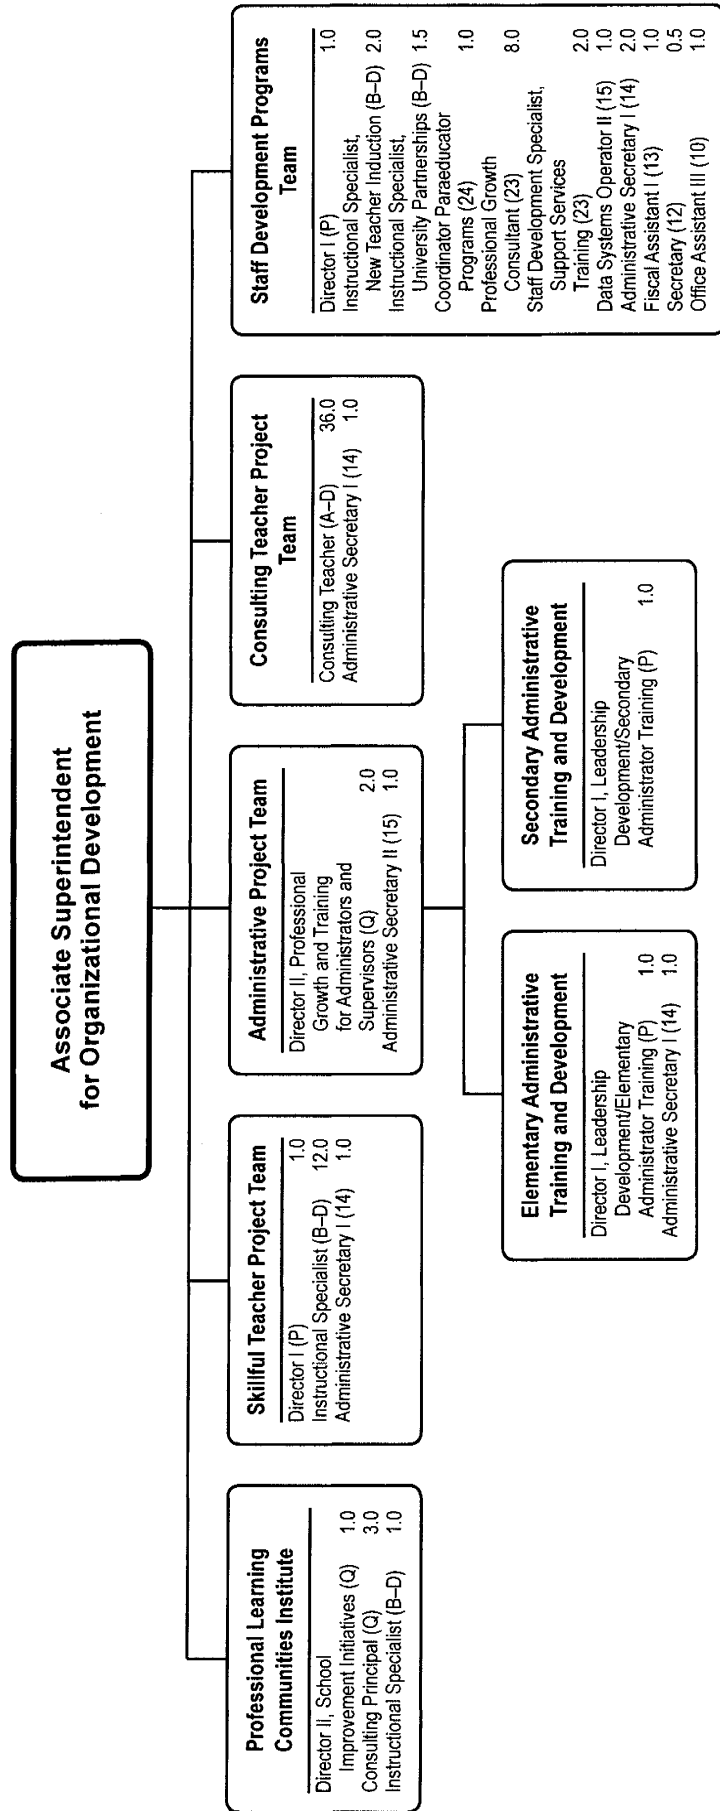 Associate Superintendent
for Organizational Development
Professional Learning
Communities Institute
Director II, School
Improvement Initiatives (Q) 1.0
Consulting Principal (Q) 3.0
Instructional Specialist (B–D) 1.0
Skillful Teacher Project Team
Director I (P) 1.0
Instructional Specialist (B–D) 12.0
Administrative Secretary I (14) 1.0
Administrative Project Team
Director II, Professional
Growth and Training
for Administrators and
Supervisors (Q) 2.0
Administrative Secretary II (15) 1.0
Consulting Teacher Project
Team
Consulting Teacher (A–D) 36.0
Administrative Secretary I (14) 1.0
Staff Development Programs
Team
Director I (P) 1.0
Instructional Specialist,
New Teacher Induction (B–D) 2.0
Instructional Specialist,
University Partnerships (B–D) 1.5
Coordinator Paraeducator
Programs (24) 1.0
Professional Growth
Consultant (23) 8.0
Staff Development Specialist,
Support Services
Training (23) 2.0
Data Systems Operator II (15) 1.0
Administrative Secretary I (14) 2.0
Fiscal Assistant I (13) 1.0
Secretary (12) 0.5
Office Assistant III (10) 1.0
Elementary Administrative
Training and Development
Director I, Leadership
Development/Elementary
Administrator Training (P) 1.0
Administrative Secretary I (14) 1.0
Secondary Administrative
Training and Development
Director I, Leadership
Development/Secondary
Administrator Training (P) 1.0